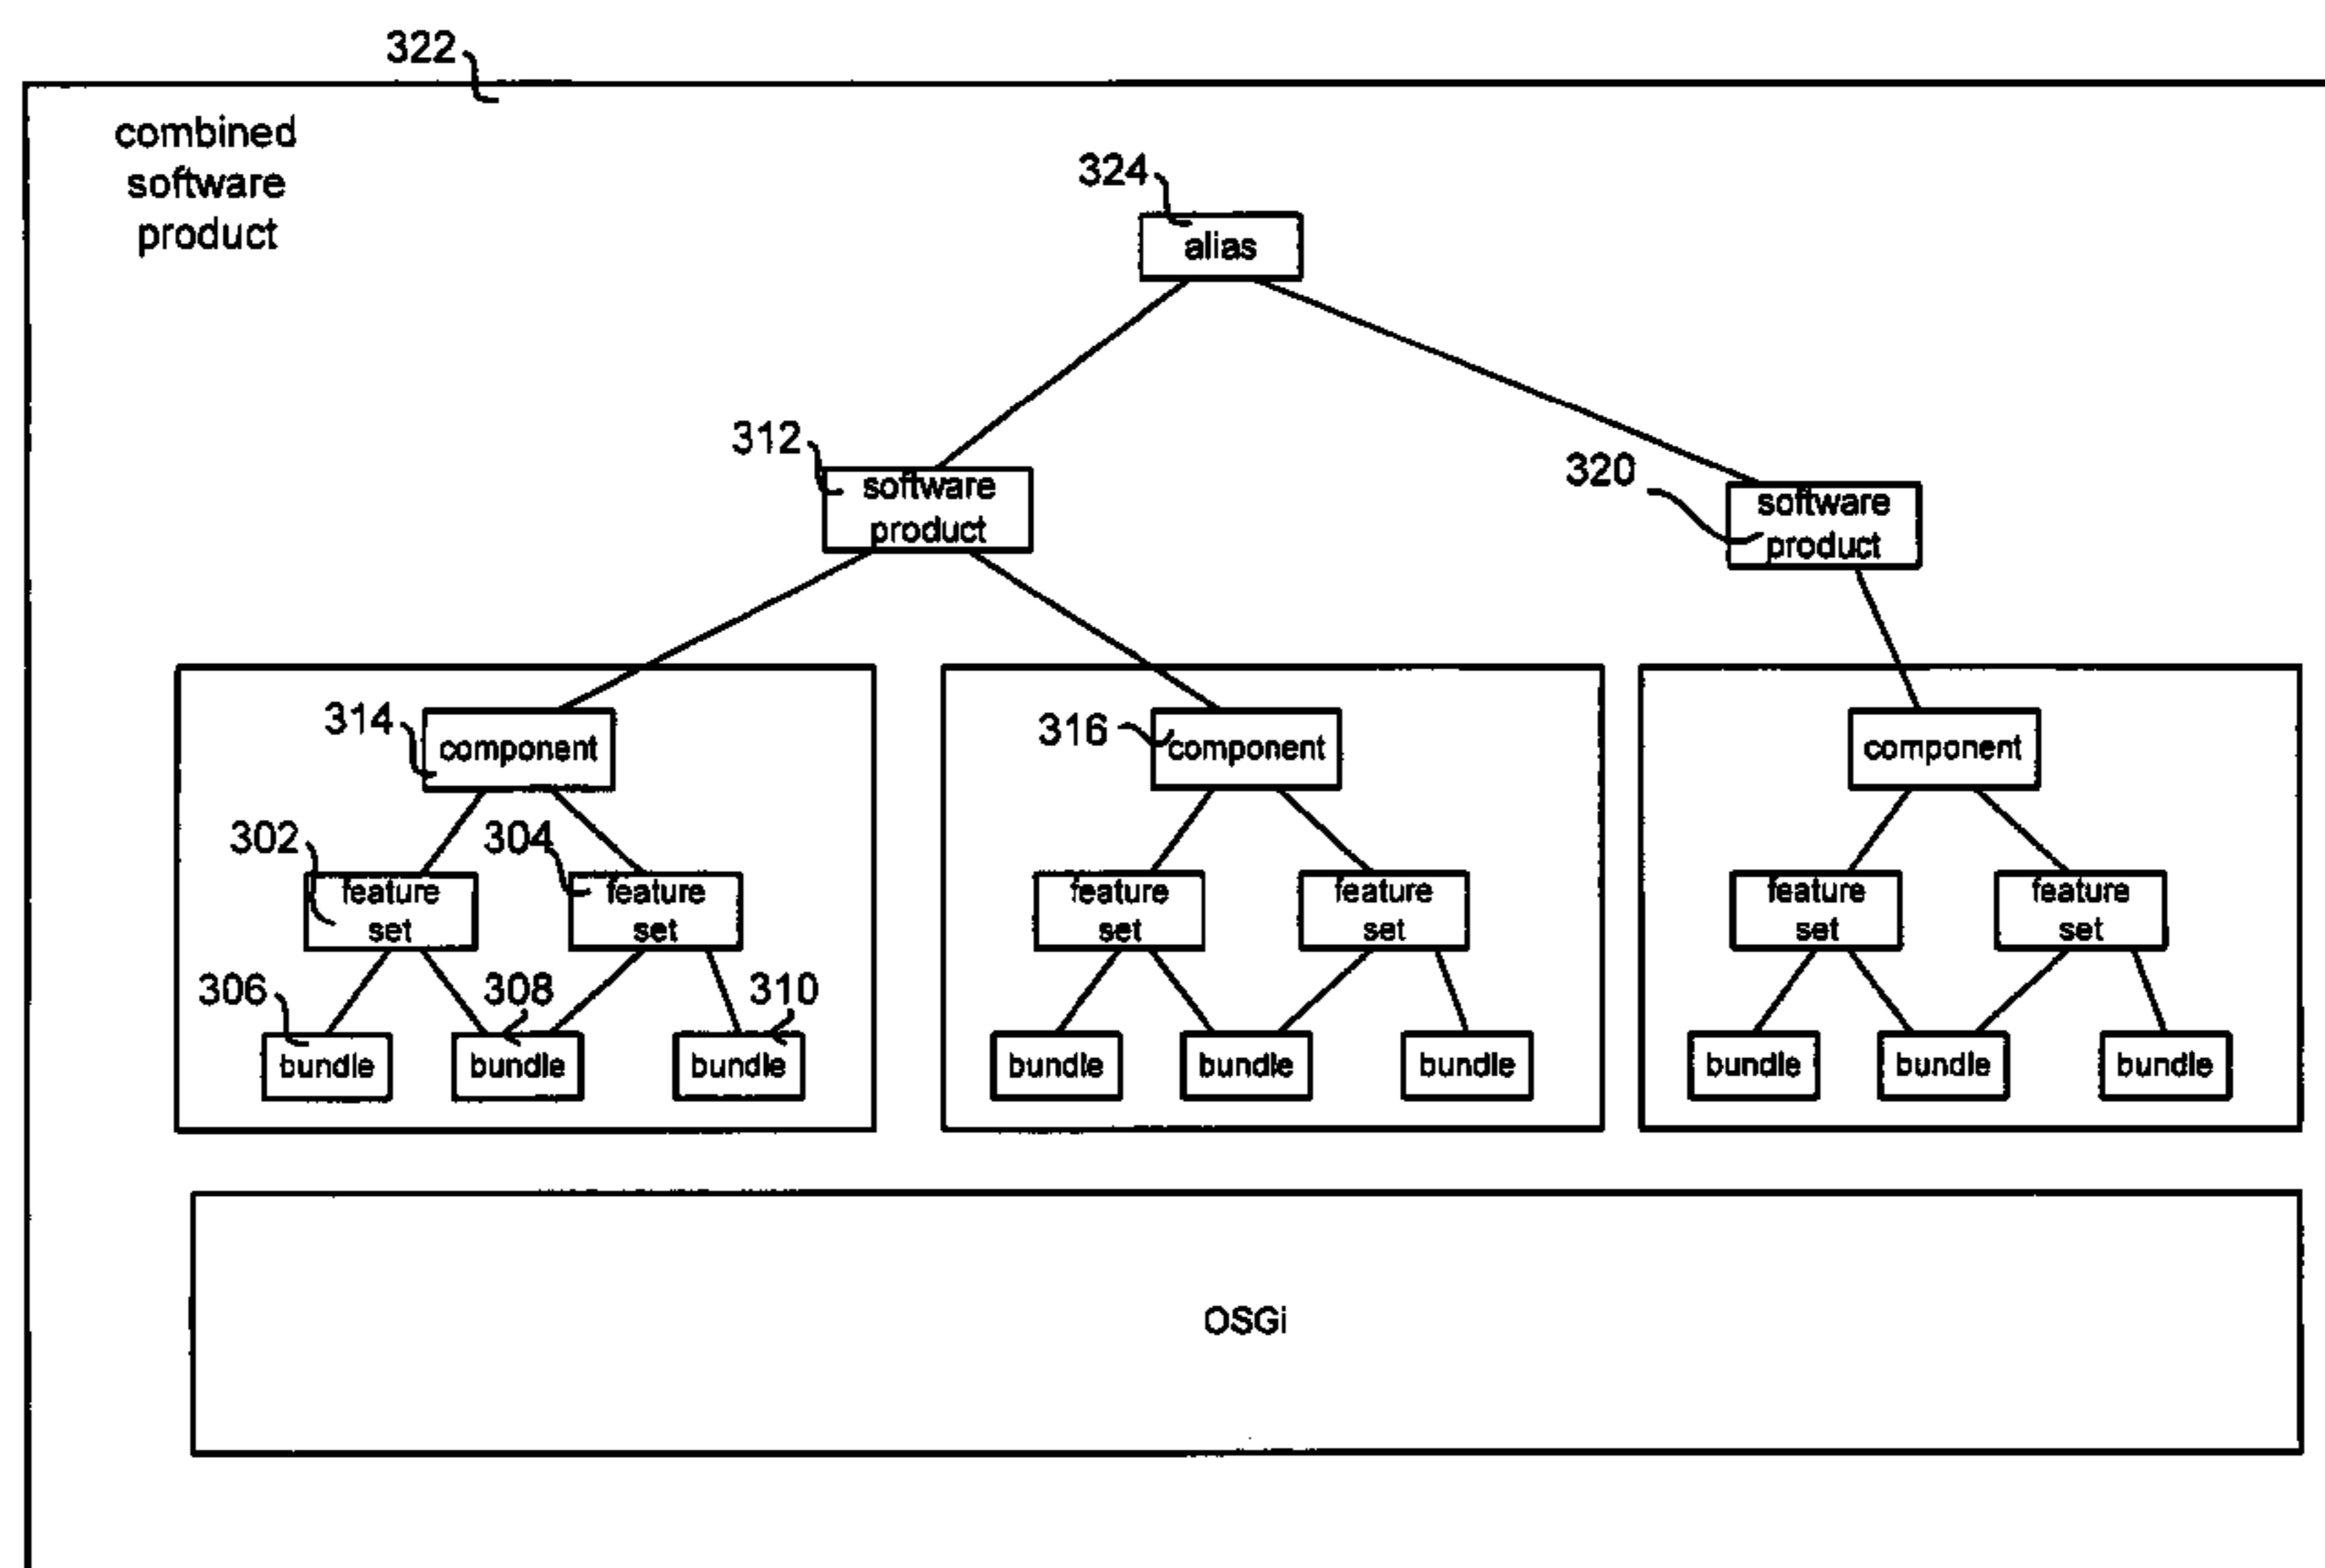 322
combined
software
product
324
alias
312
software
product
320
software
product
314
component
316
component
component
302
feature
set
304
feature
set
feature
set
feature
set
feature
set
feature
set
306
bundle
308
bundle
310
bundle
bundle
bundle
bundle
bundle
bundle
bundle
OSGi